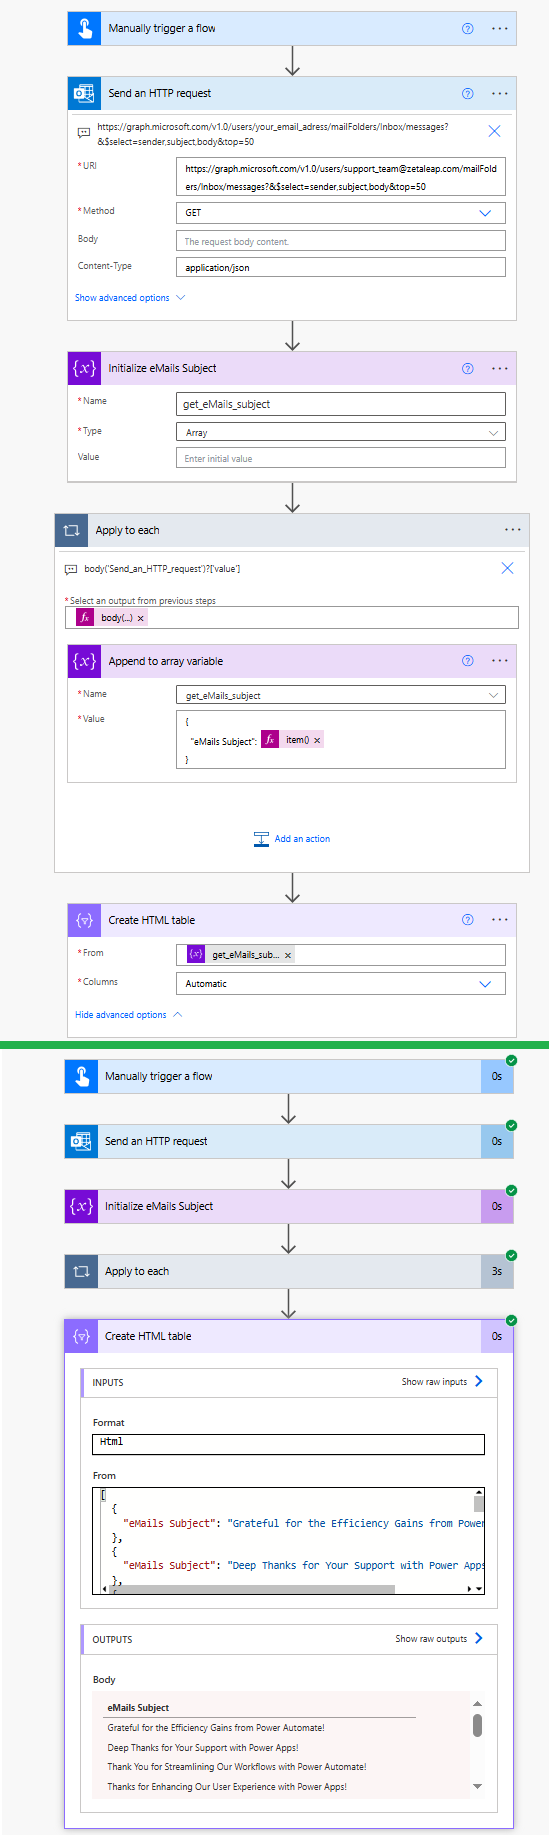 Manually trigger a flow
Send an HTTP request
https://graph.microsoft.com/v1.0/users/your_email_adress/mailFolders/Inbox/messages?
&$select=sender,subject,body&top=50
* URI
https://graph.microsoft.com/v1.0/users/support_team@zetaleap.com/mailFold
ers/Inbox/messages?&$select=sender,subject,body&top=50
* Method
GET
Body
The request body content.
Content-Type
application/json
Show advanced options
{x} Initialize eMails Subject
* Name
get_eMails_subject
* Type
Array
Value
Enter initial value
Apply to each
body('Send_an_HTTP_request')?['value']
* Select an output from previous steps
fx body(...) ×
{x} Append to array variable
* Name
get_eMails_subject
* Value
{
"eMails Subject": fx item() ×
}
Add an action
Create HTML table
* From
{x} get_eMails_sub... ×
* Columns
Automatic
Hide advanced options
Manually trigger a flow 0s
Send an HTTP request 0s
{x} Initialize eMails Subject 0s
Apply to each 3s
Create HTML table 0s
INPUTS Show raw inputs
Format
Html
From
[
{
"eMails Subject": "Grateful for the Efficiency Gains from Power
},
{
"eMails Subject": "Deep Thanks for Your Support with Power Apps
},
{
OUTPUTS Show raw outputs
Body
eMails Subject
Grateful for the Efficiency Gains from Power Automate!
Deep Thanks for Your Support with Power Apps!
Thank You for Streamlining Our Workflows with Power Automate!
Thanks for Enhancing Our User Experience with Power Apps!